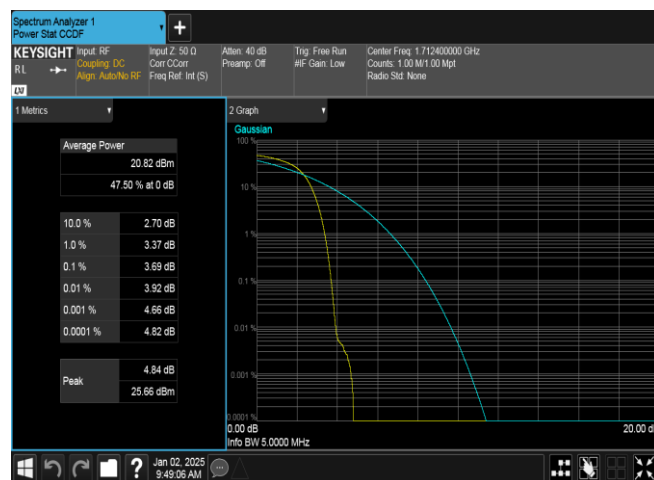 Spectrum Analyzer 1
Power Stat CCDF
+
KEYSIGHT
RL
LXI
Input: RF
Coupling: DC
Align: Auto/No RF
Input Z: 50 Ω
Corr CCorr
Freq Ref: Int (S)
Atten: 40 dB
Preamp: Off
Trig: Free Run
#IF Gain: Low
Center Freq: 1.712400000 GHz
Counts: 1.00 M/1.00 Mpt
Radio Std: None
1 Metrics
Average Power
20.82 dBm
47.50 % at 0 dB
10.0 % 2.70 dB
1.0 % 3.37 dB
0.1 % 3.69 dB
0.01 % 3.92 dB
0.001 % 4.66 dB
0.0001 % 4.82 dB
Peak
4.84 dB
25.66 dBm
2 Graph
Gaussian
100 %
10 %
1 %
0.1 %
0.01 %
0.001 %
0.0001 %
0.00 dB
20.00 d
Info BW 5.0000 MHz
?
Jan 02, 2025
9:49:06 AM